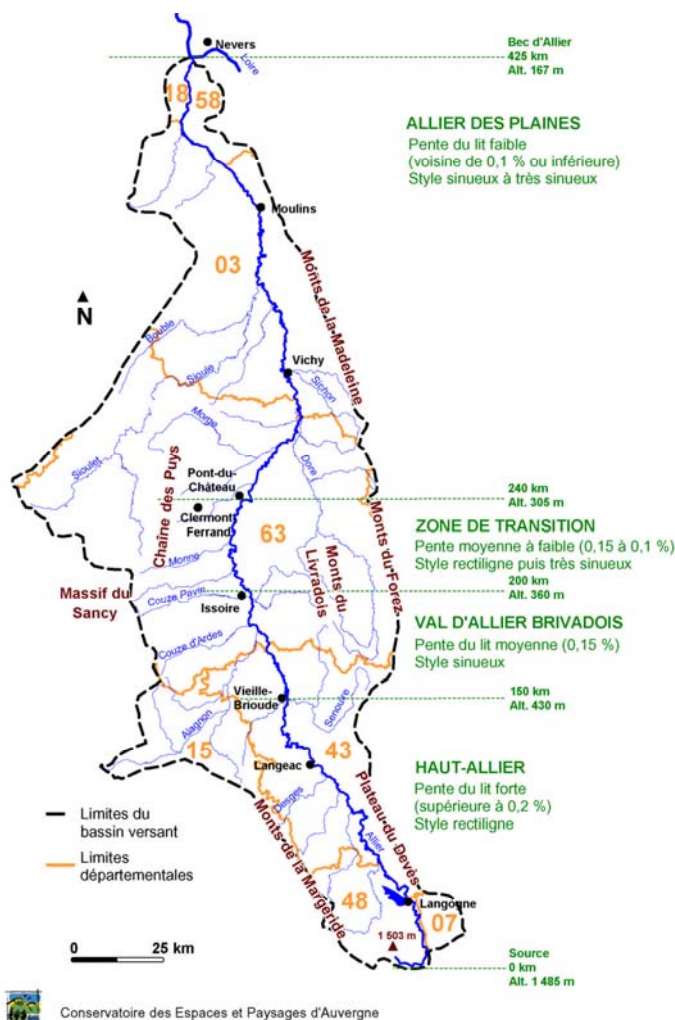 Nevers
Loire
Bec d'Allier
425 km
Alt. 167 m
18
58
ALLIER DES PLAINES
Pente du lit faible
(voisine de 0,1 % ou inférieure)
Style sinueux à très sinueux
Moulins
03
Monts de la Madeleine
N
Bouble
Sioule
Vichy
Sichon
Morge
Sioulet
Dore
Chaîne des Puys
Pont-du-
Château
240 km
Alt. 305 m
Clermont
Ferrand
63
ZONE DE TRANSITION
Pente moyenne à faible (0,15 à 0,1 %)
Style rectiligne puis très sinueux
Monts du Forez
Monts du
Livradois
Monne
200 km
Alt. 360 m
Massif du
Sancy
Couze Pavin
Issoire
VAL D'ALLIER BRIVADOIS
Pente du lit moyenne (0,15 %)
Style sinueux
Couze d'Ardes
Vieille-
Brioude
150 km
Alt. 430 m
Senouire
Alagnon
15
43
Langeac
HAUT-ALLIER
Pente du lit forte
(supérieure à 0,2 %)
Style rectiligne
Desges
Plateau du Devès
Allier
Monts de la Margeride
Limites du
bassin versant
Limites
départementales
48
Langogne
07
1 503 m
0
25 km
Source
0 km
Alt. 1 485 m
Conservatoire des Espaces et Paysages d'Auvergne